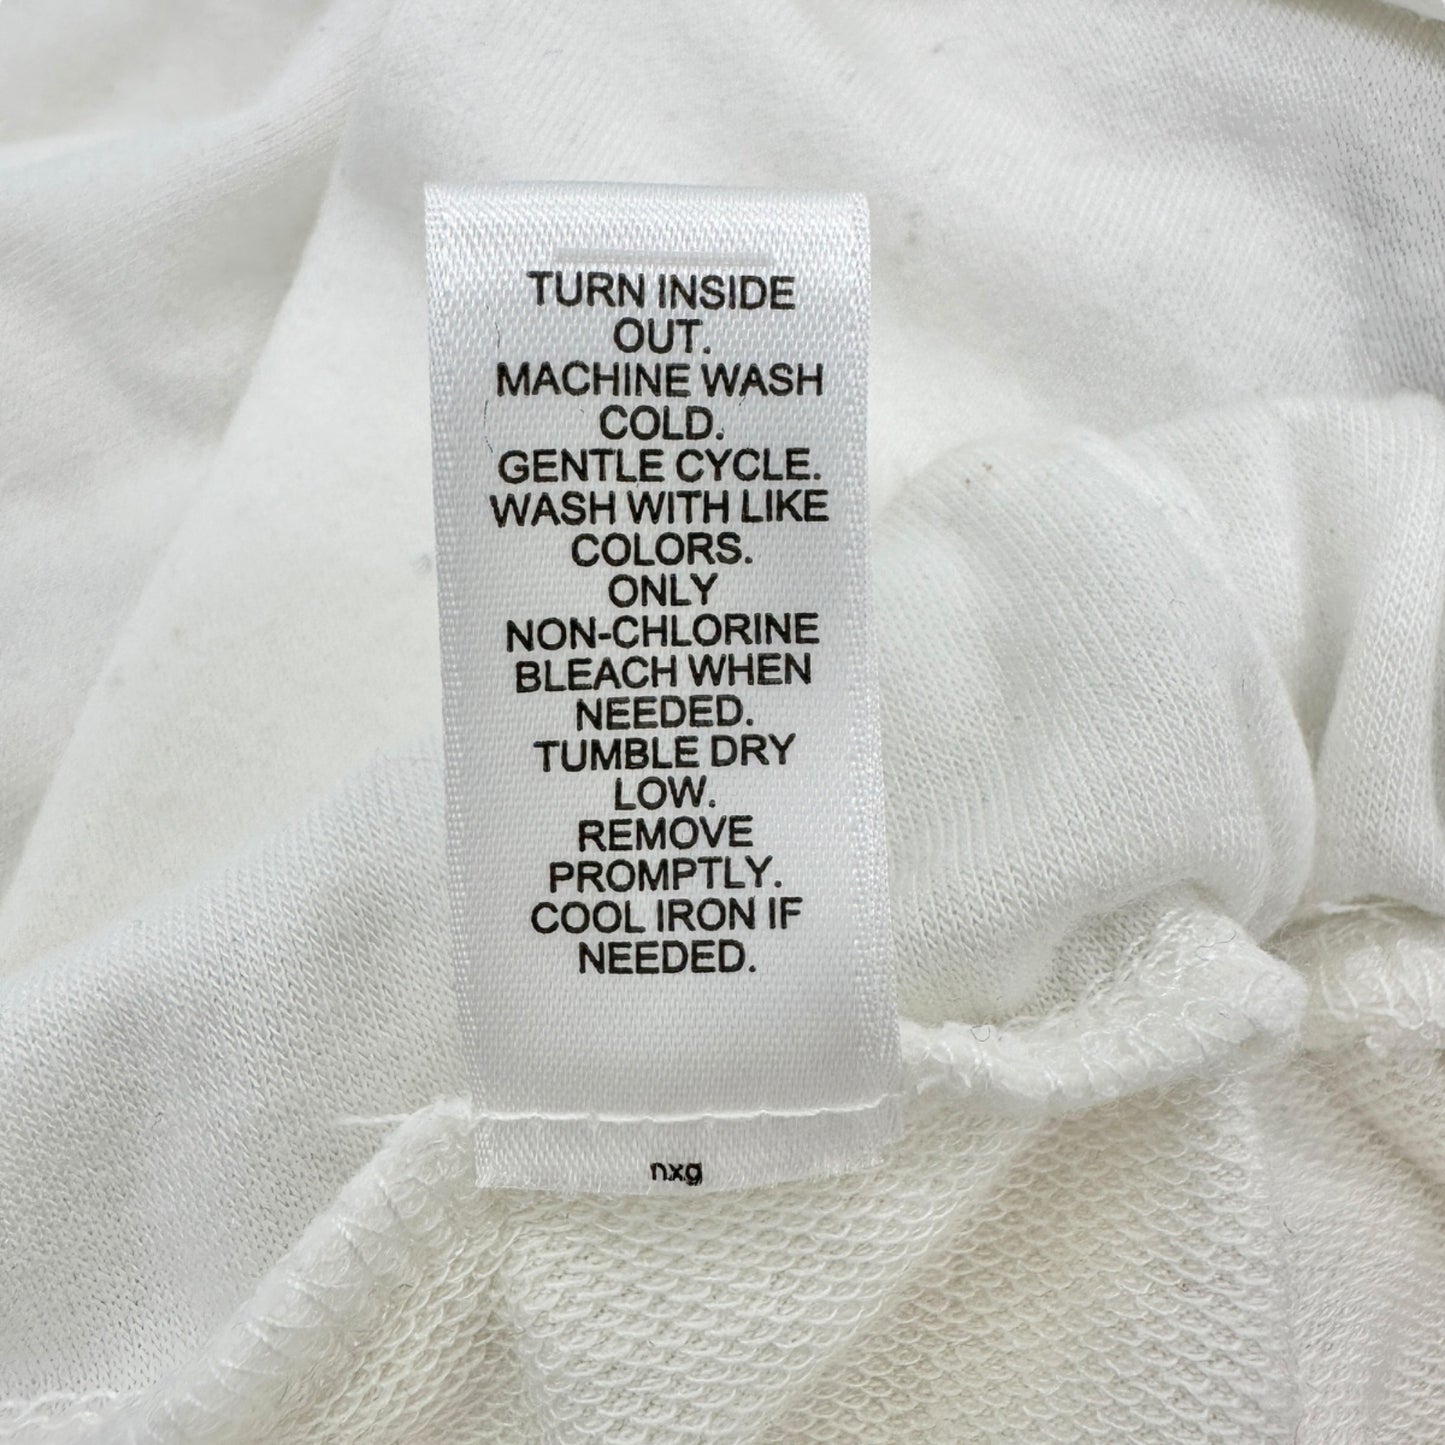 TURN INSIDE
OUT.
MACHINE WASH
COLD.
GENTLE CYCLE.
WASH WITH LIKE
COLORS.
ONLY
NON-CHLORINE
BLEACH WHEN
NEEDED.
TUMBLE DRY
LOW.
REMOVE
PROMPTLY.
COOL IRON IF
NEEDED.
nxg